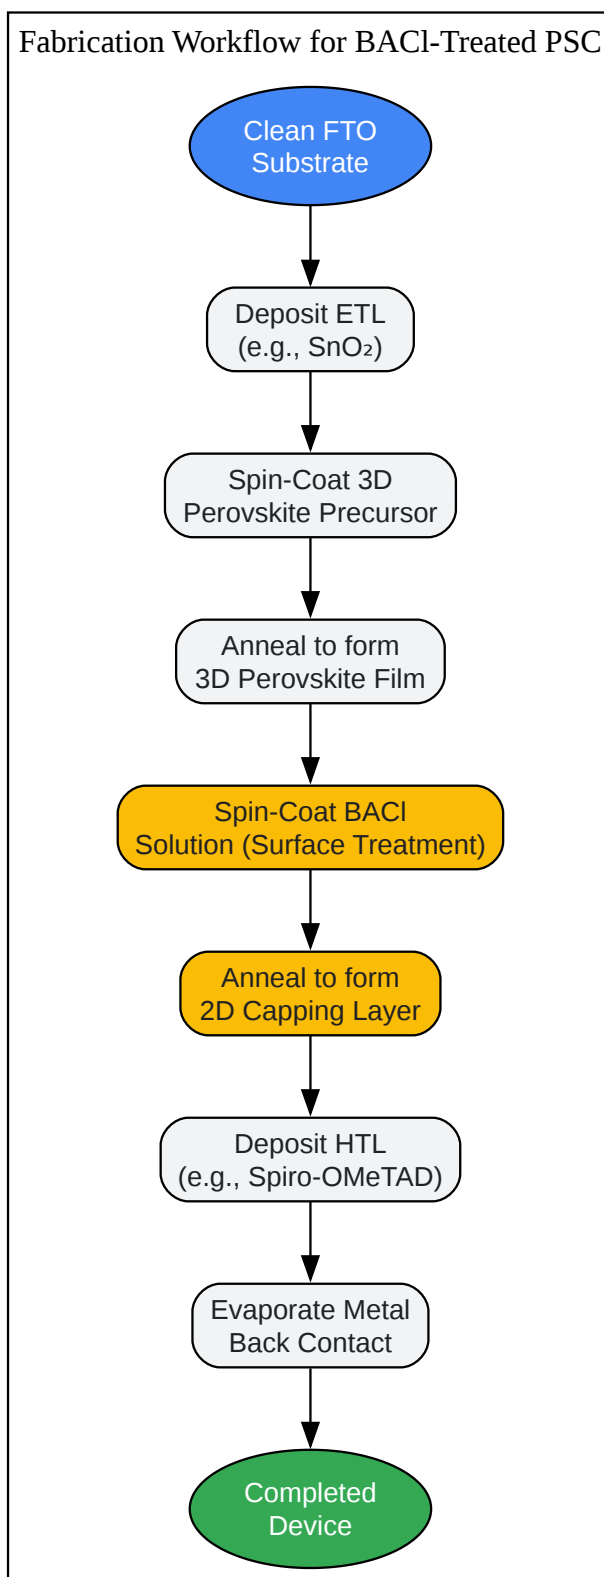 Fabrication Workflow for BACl-Treated PSC
Clean FTO
Substrate
Deposit ETL
(e.g., SnO₂)
Spin-Coat 3D
Perovskite Precursor
Anneal to form
3D Perovskite Film
Spin-Coat BACl
Solution (Surface Treatment)
Anneal to form
2D Capping Layer
Deposit HTL
(e.g., Spiro-OMeTAD)
Evaporate Metal
Back Contact
Completed
Device